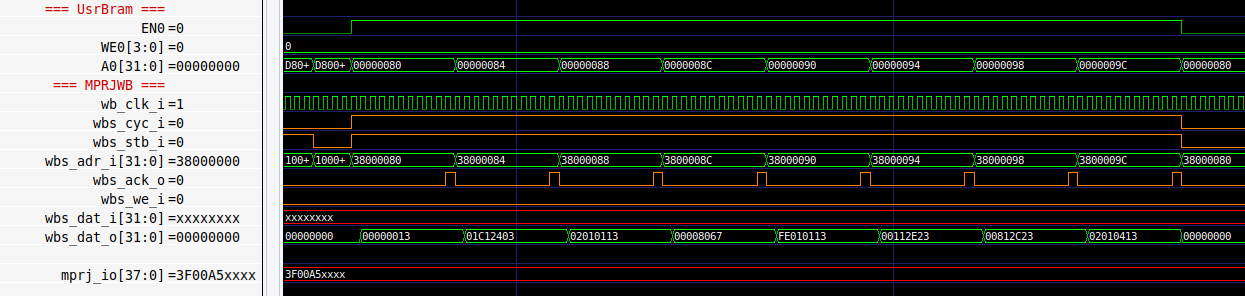 === UsrBram ===
EN0=0
WE0[3:0]=0 0
A0[31:0]=00000000 D80+ D800+ 00000080 00000084 00000088 0000008C 00000090 00000094 00000098 0000009C 00000080
=== MPRJWB ===
wb_clk_i=1
wbs_cyc_i=0
wbs_stb_i=0
wbs_adr_i[31:0]=38000000 100+ 1000+ 38000080 38000084 38000088 3800008C 38000090 38000094 38000098 3800009C 38000080
wbs_ack_o=0
wbs_we_i=0
wbs_dat_i[31:0]=xxxxxxxx xxxxxxxx
wbs_dat_o[31:0]=00000000 00000000 00000013 01C12403 02010113 00008067 FE010113 00112E23 00812C23 02010413 00000000
mprj_io[37:0]=3F00A5xxxx 3F00A5xxxx